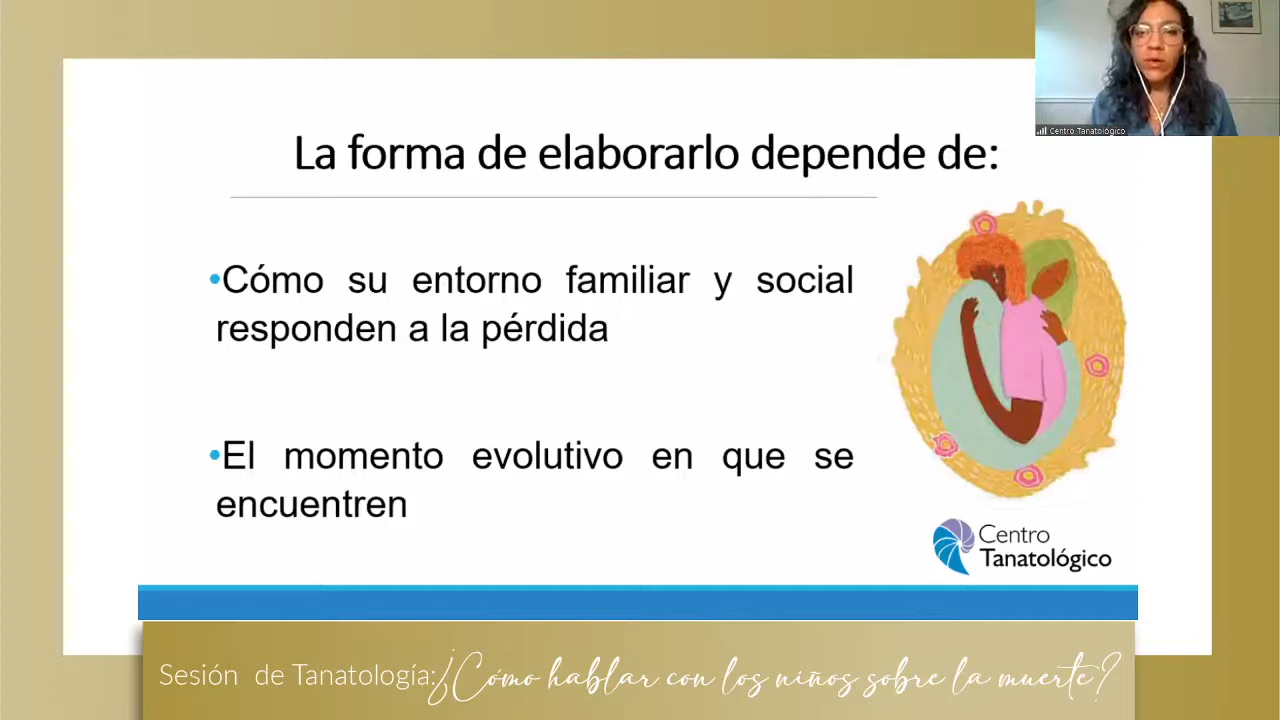 Centro Tanatológico
La forma de elaborarlo depende de:
•Cómo su entorno familiar y social
responden a la pérdida
•El momento evolutivo en que se
encuentren
Centro
Tanatológico
Sesión de Tanatología:¿Cómo hablar con los niños sobre la muerte?